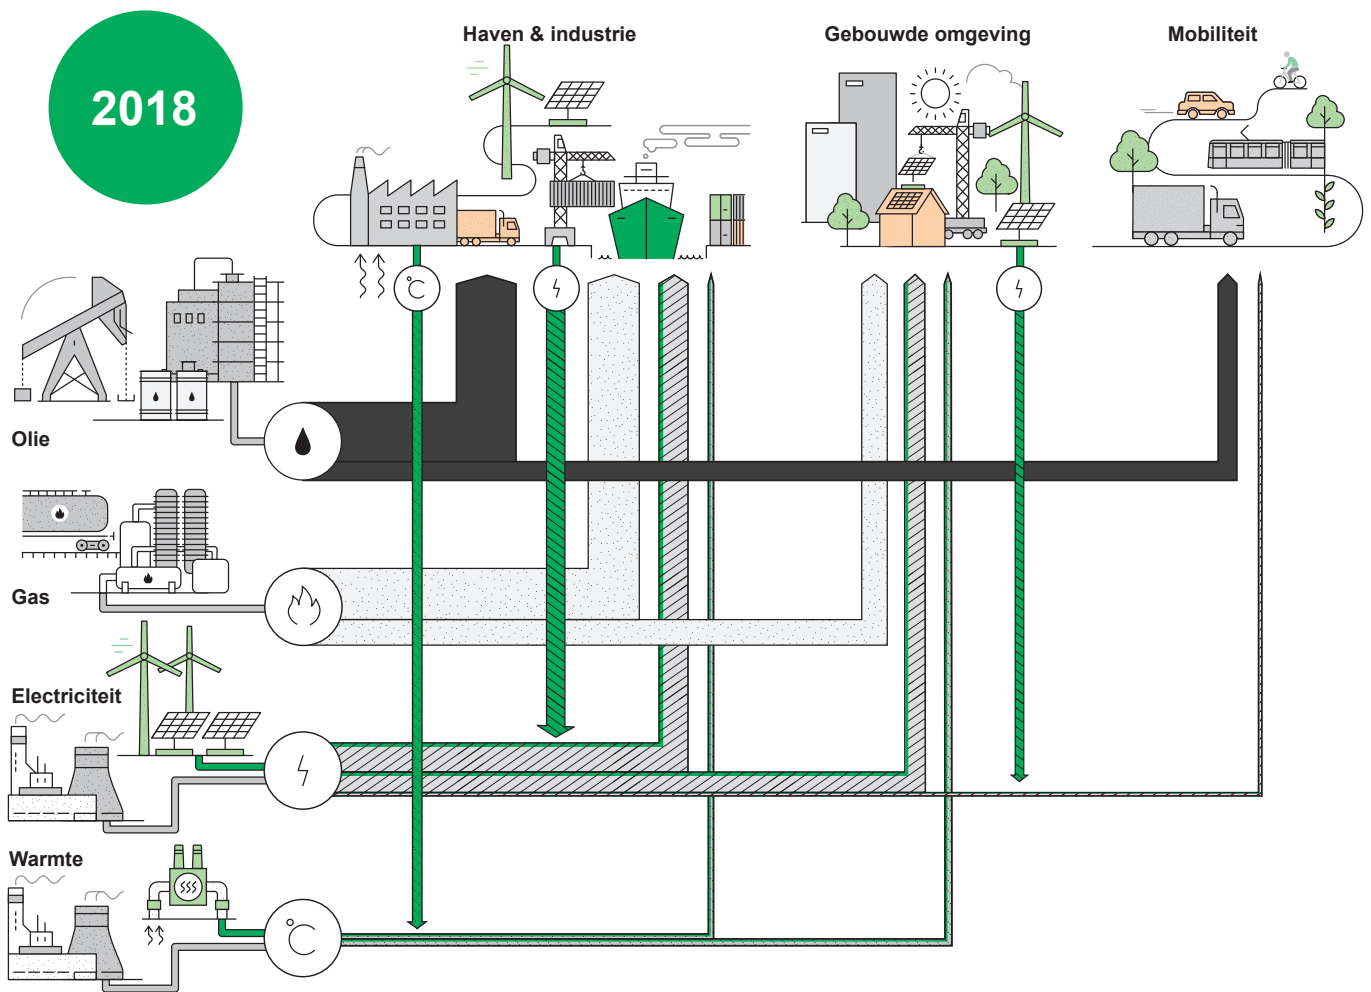 2018
Haven & industrie
Gebouwde omgeving
Mobiliteit
°C
Olie
Gas
Electriciteit
Warmte
°C